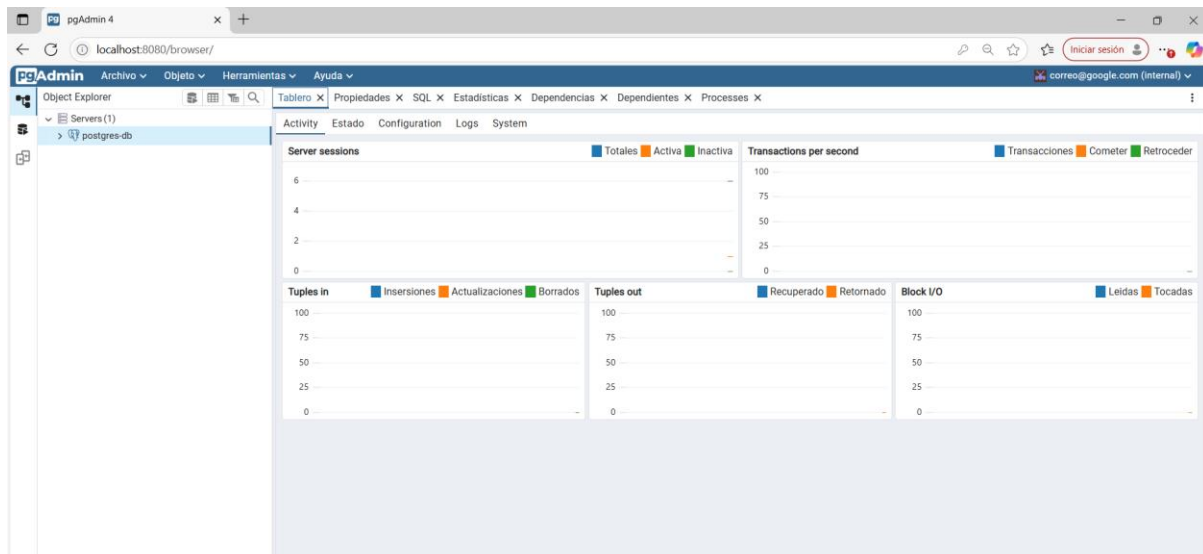 pgAdmin 4
localhost:8080/browser/
Iniciar sesión
pgAdmin Archivo Objeto Herramientas Ayuda correo@google.com (internal)
Object Explorer
Tablero Propiedades SQL Estadísticas Dependencias Dependientes Processes
Servers (1)
postgres-db
Activity Estado Configuration Logs System
Server sessions Totales Activa Inactiva
6
4
2
0
Transactions per second Transacciones Cometer Retroceder
100
75
50
25
0
Tuples in Insersiones Actualizaciones Borrados
100
75
50
25
0
Tuples out Recuperado Retornado
100
75
50
25
0
Block I/O Leidas Tocadas
100
75
50
25
0